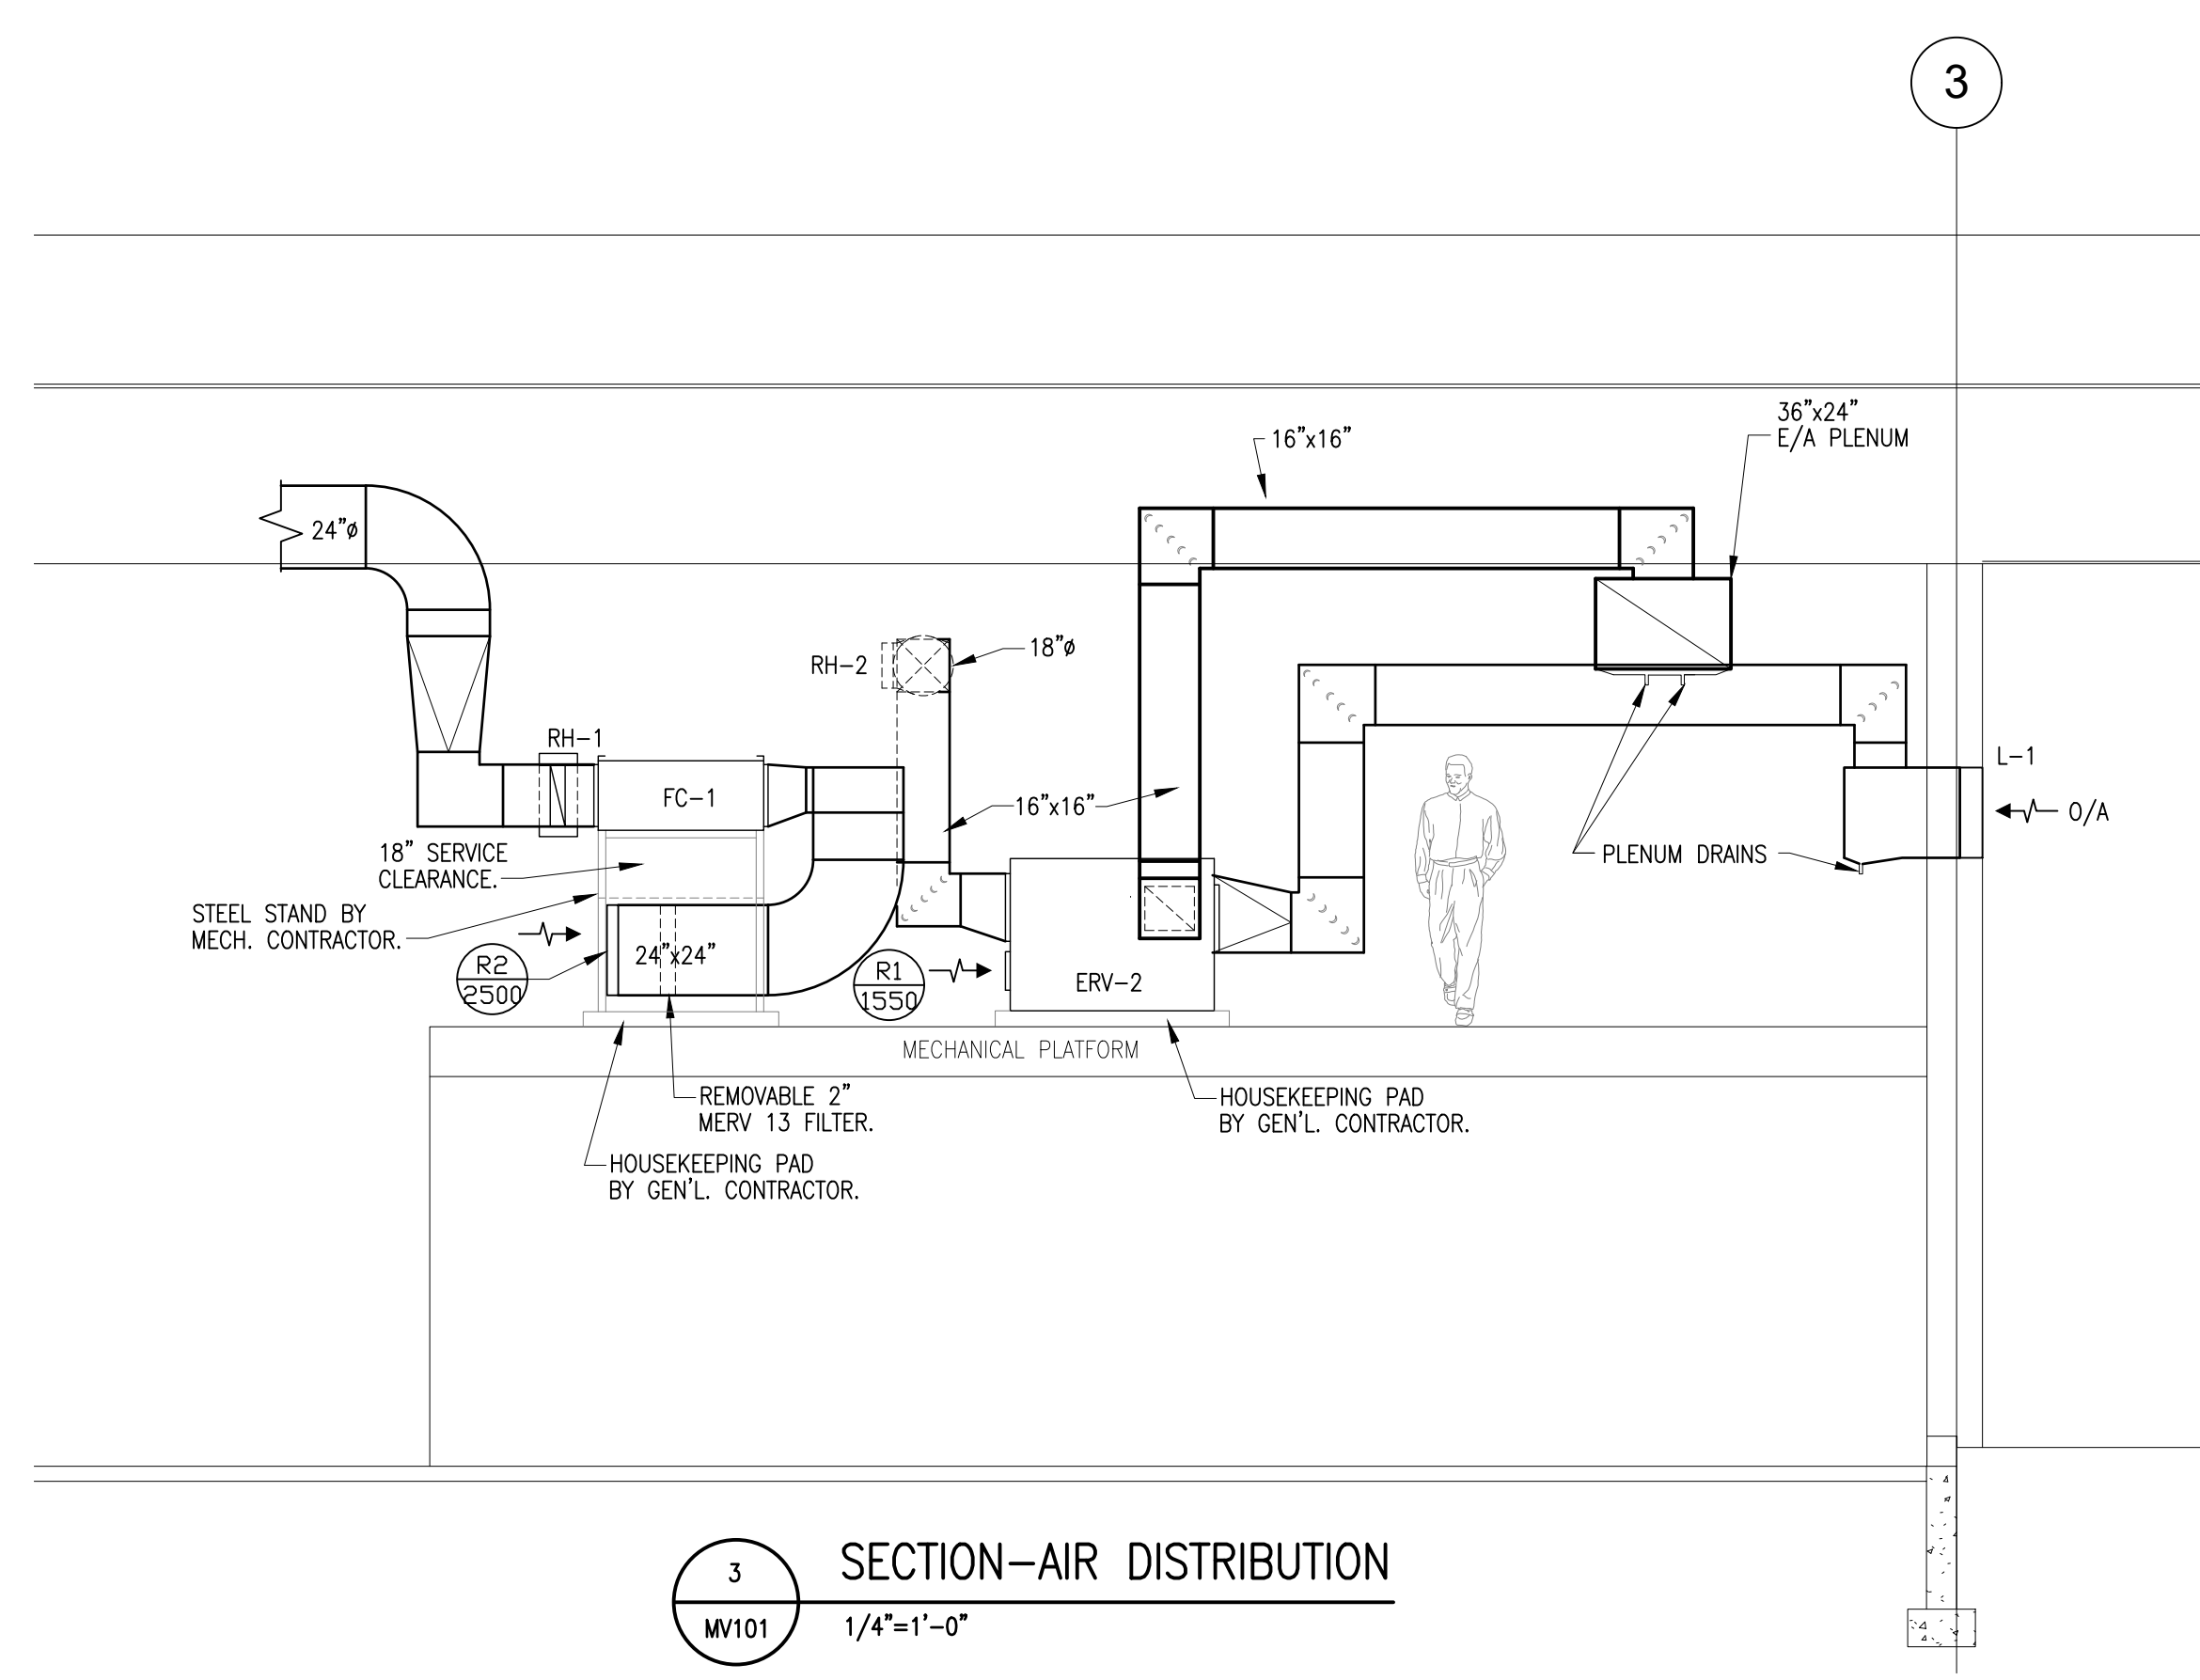 3
36"x24"
E/A PLENUM
16"x16"
24"ø
RH-2
18"ø
RH-1
L-1
FC-1
16"x16"
O/A
18" SERVICE
CLEARANCE.
PLENUM DRAINS
STEEL STAND BY
MECH. CONTRACTOR.
24"x24"
R2
2500
R1
1550
ERV-2
MECHANICAL PLATFORM
REMOVABLE 2"
MERV 13 FILTER.
HOUSEKEEPING PAD
BY GEN'L. CONTRACTOR.
HOUSEKEEPING PAD
BY GEN'L. CONTRACTOR.
3
MV101
SECTION-AIR DISTRIBUTION
1/4"=1'-0"